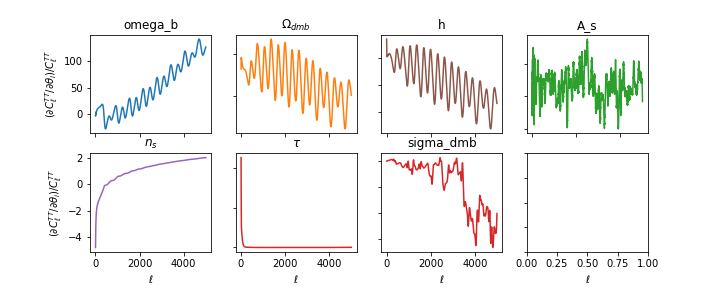 omega_b Ω_dmb h A_s
(∂C_ℓ^TT/∂θ_i)/C_ℓ^TT
100
50
0
n_s τ sigma_dmb
(∂C_ℓ^TT/∂θ_i)/C_ℓ^TT
2
0
−2
−4
0 2000 4000 0 2000 4000 0 2000 4000 0.00 0.25 0.50 0.75 1.00
ℓ ℓ ℓ ℓ